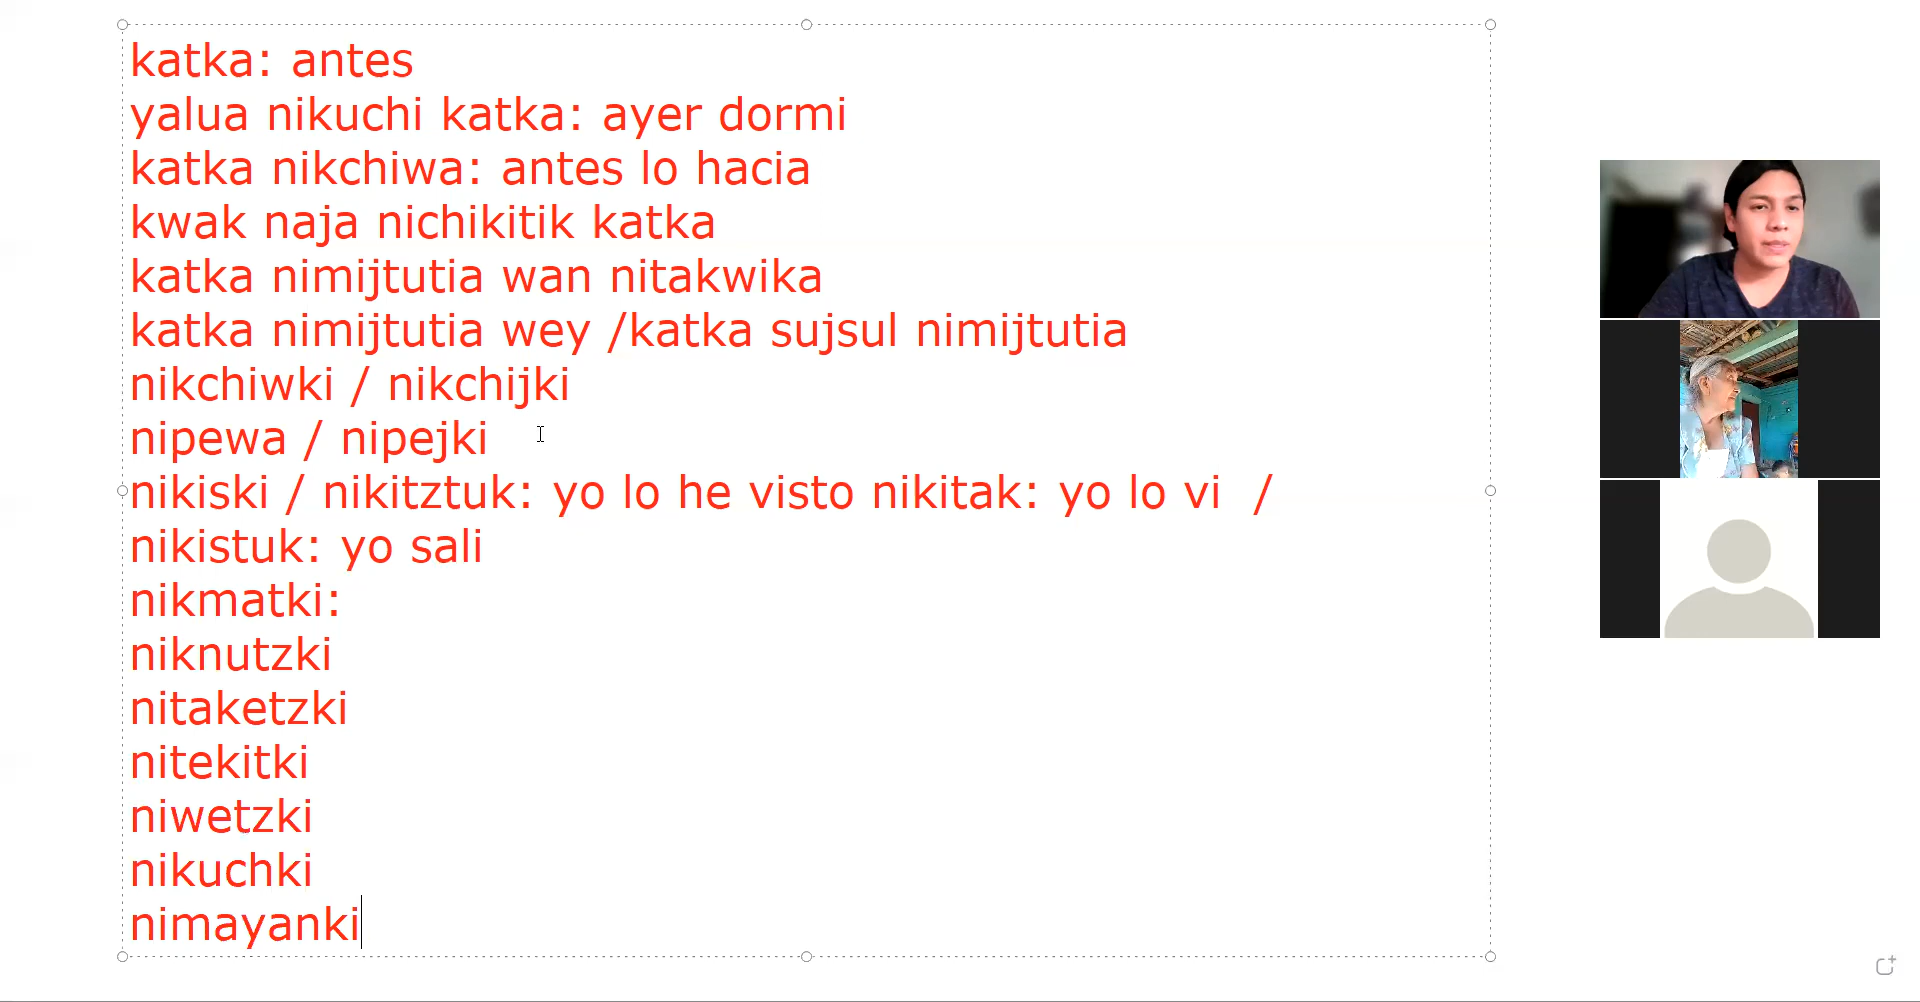 katka: antes
yalua nikuchi katka: ayer dormi
katka nikchiwa: antes lo hacia
kwak naja nichikitik katka
katka nimijtutia wan nitakwika
katka nimijtutia wey /katka sujsul nimijtutia
nikchiwki / nikchijki
nipewa / nipejki
nikiski / nikitztuk: yo lo he visto nikitak: yo lo vi  /
nikistuk: yo sali
nikmatki:
niknutzki
nitaketzki
nitekitki
niwetzki
nikuchki
nimayanki